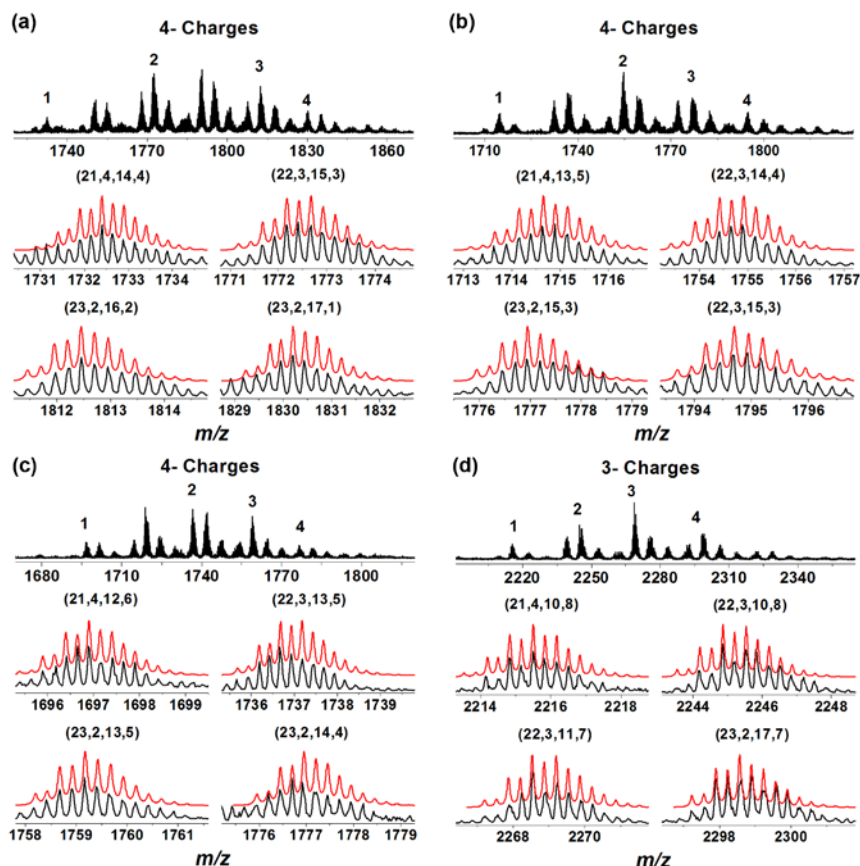 (a) 4- Charges
1 2 3 4
1740 1770 1800 1830 1860
(21,4,14,4) (22,3,15,3)
1731 1732 1733 1734 1771 1772 1773 1774
(23,2,16,2) (23,2,17,1)
1812 1813 1814 1829 1830 1831 1832
m/z
(b) 4- Charges
1 2 3 4
1710 1740 1770 1800
(21,4,13,5) (22,3,14,4)
1713 1714 1715 1716 1754 1755 1756 1757
(23,2,15,3) (22,3,15,3)
1776 1777 1778 1779 1794 1795 1796
m/z
(c) 4- Charges
1 2 3 4
1680 1710 1740 1770 1800
(21,4,12,6) (22,3,13,5)
1696 1697 1698 1699 1736 1737 1738 1739
(23,2,13,5) (23,2,14,4)
1758 1759 1760 1761 1776 1777 1778 1779
m/z
(d) 3- Charges
1 2 3 4
2220 2250 2280 2310 2340
(21,4,10,8) (22,3,10,8)
2214 2216 2218 2244 2246 2248
(22,3,11,7) (23,2,17,7)
2268 2270 2298 2300
m/z